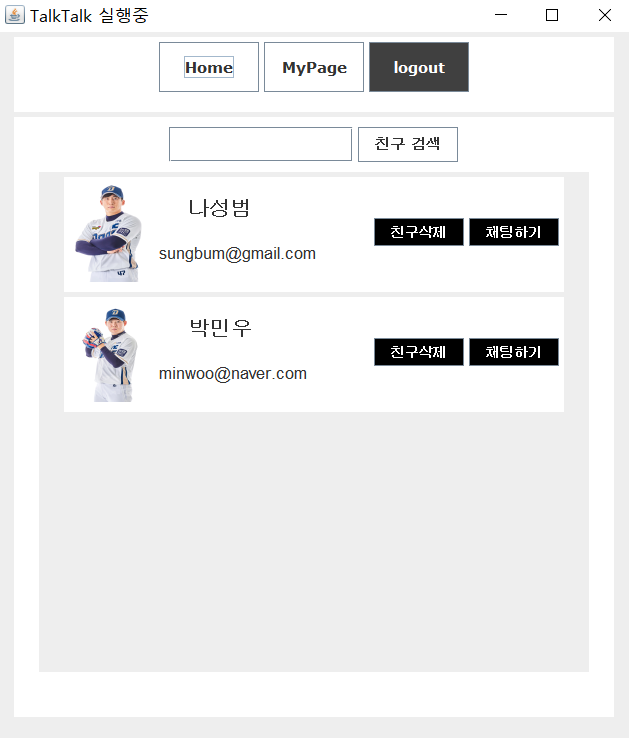 TalkTalk 실행중
Home MyPage logout
친구 검색
나성범
sungbum@gmail.com
친구삭제 채팅하기
47
박민우
minwoo@naver.com
친구삭제 채팅하기